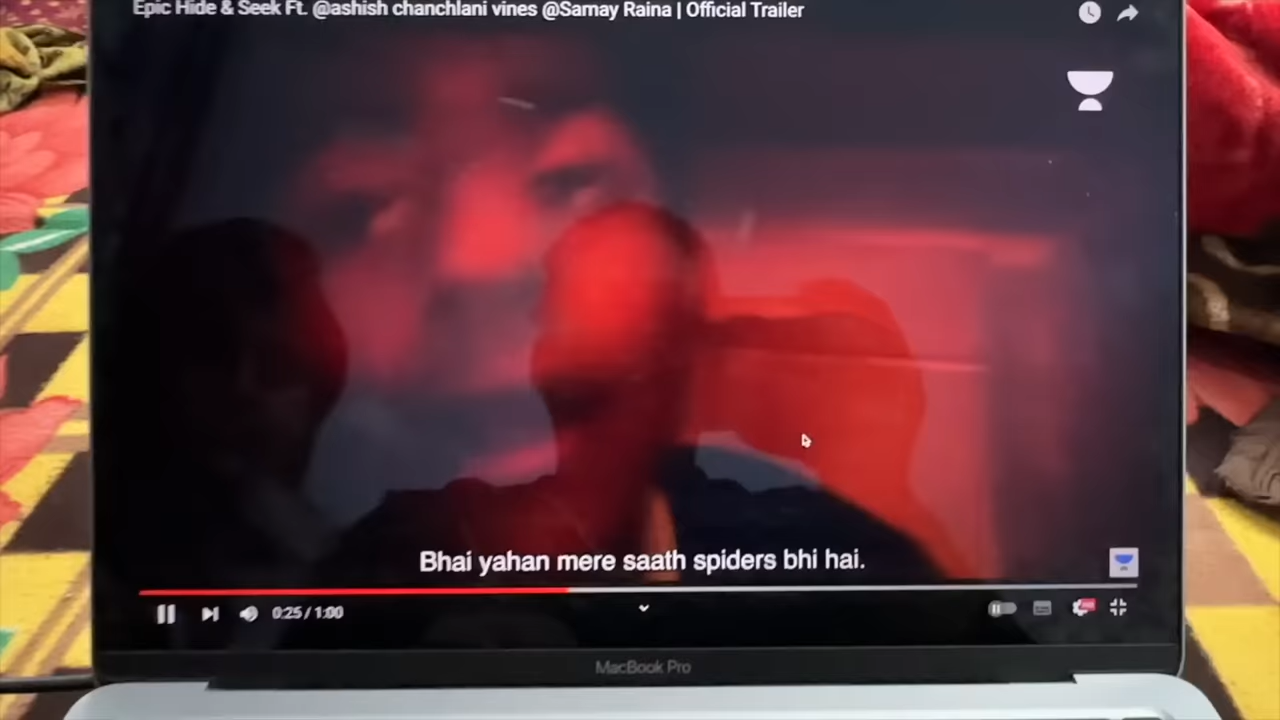 Epic Hide & Seek Ft. @ashish chanchlani vines @Samay Raina | Official Trailer
Bhai yahan mere saath spiders bhi hai.
0:25 / 1:00
MacBook Pro